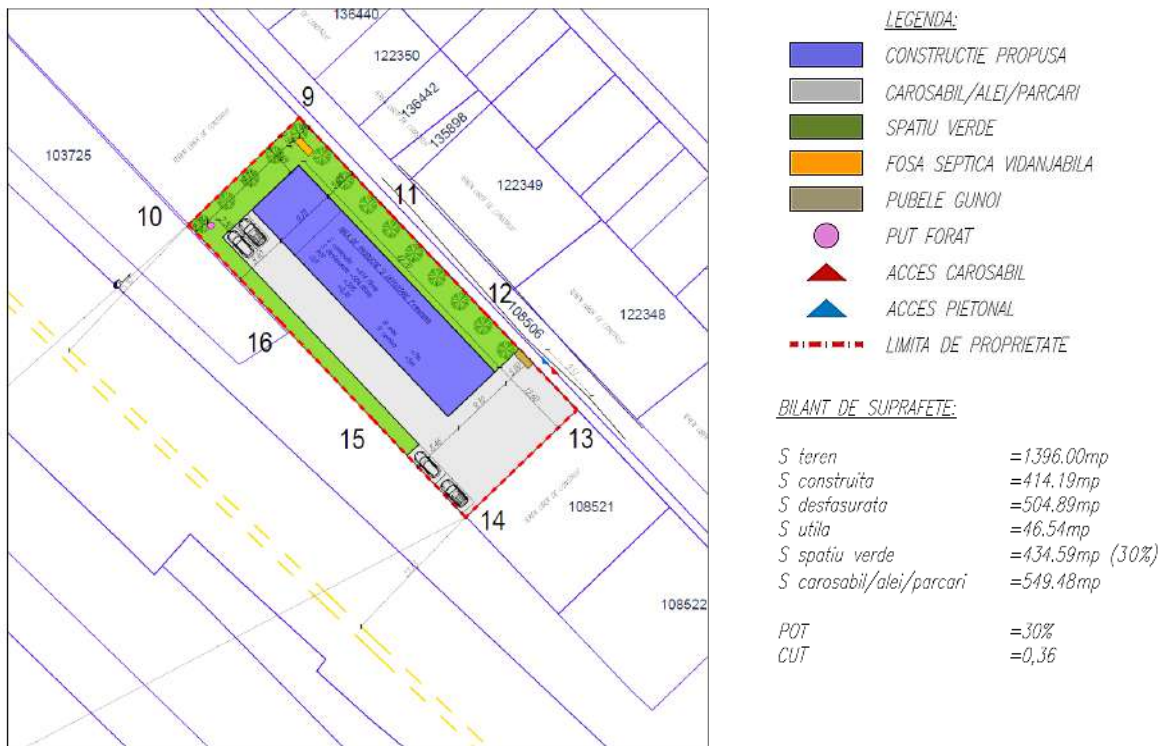 136440
122350
136442
135898
9
103725
122349
11
10
12
108506
122348
16
15
13
14
108521
108522
LEGENDA:
CONSTRUCTIE PROPUSA
CAROSABIL/ALEI/PARCARI
SPATIU VERDE
FOSA SEPTICA VIDANJABILA
PUBELE GUNOI
PUT FORAT
ACCES CAROSABIL
ACCES PIETONAL
LIMITA DE PROPRIETATE
BILANT DE SUPRAFETE:
S teren =1396.00mp
S construita =414.19mp
S desfasurata =504.89mp
S utila =46.54mp
S spatiu verde =434.59mp (30%)
S carosabil/alei/parcari =549.48mp
POT =30%
CUT =0,36